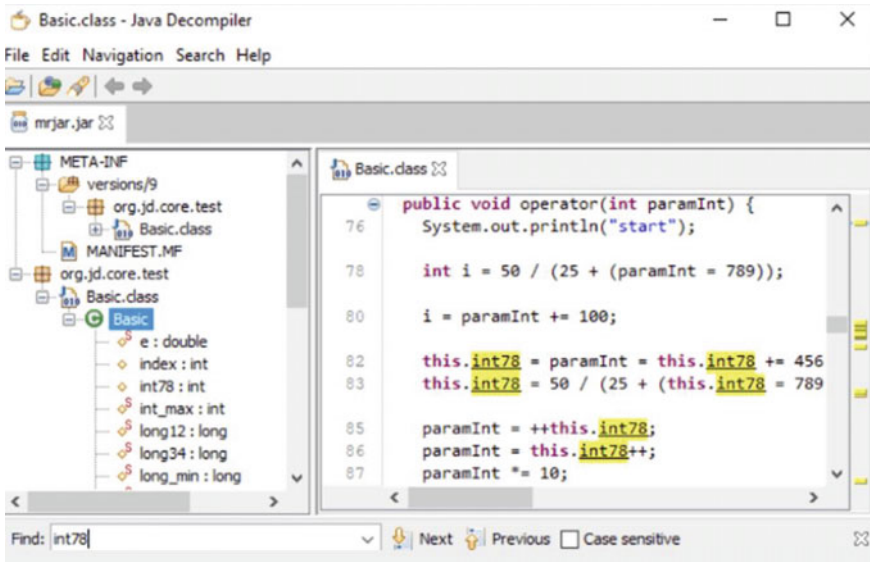 Basic.class - Java Decompiler
File Edit Navigation Search Help
mrjar.jar
META-INF
versions/9
org.jd.core.test
Basic.class
MANIFEST.MF
org.jd.core.test
Basic.class
Basic
e : double
index : int
int78 : int
int_max : int
long12 : long
long34 : long
long_min : long
Basic.class
public void operator(int paramInt) {
76 System.out.println("start");
78 int i = 50 / (25 + (paramInt = 789));
80 i = paramInt += 100;
82 this.int78 = paramInt = this.int78 += 456
83 this.int78 = 50 / (25 + (this.int78 = 789
85 paramInt = ++this.int78;
86 paramInt = this.int78++;
87 paramInt *= 10;
Find: int78 Next Previous Case sensitive